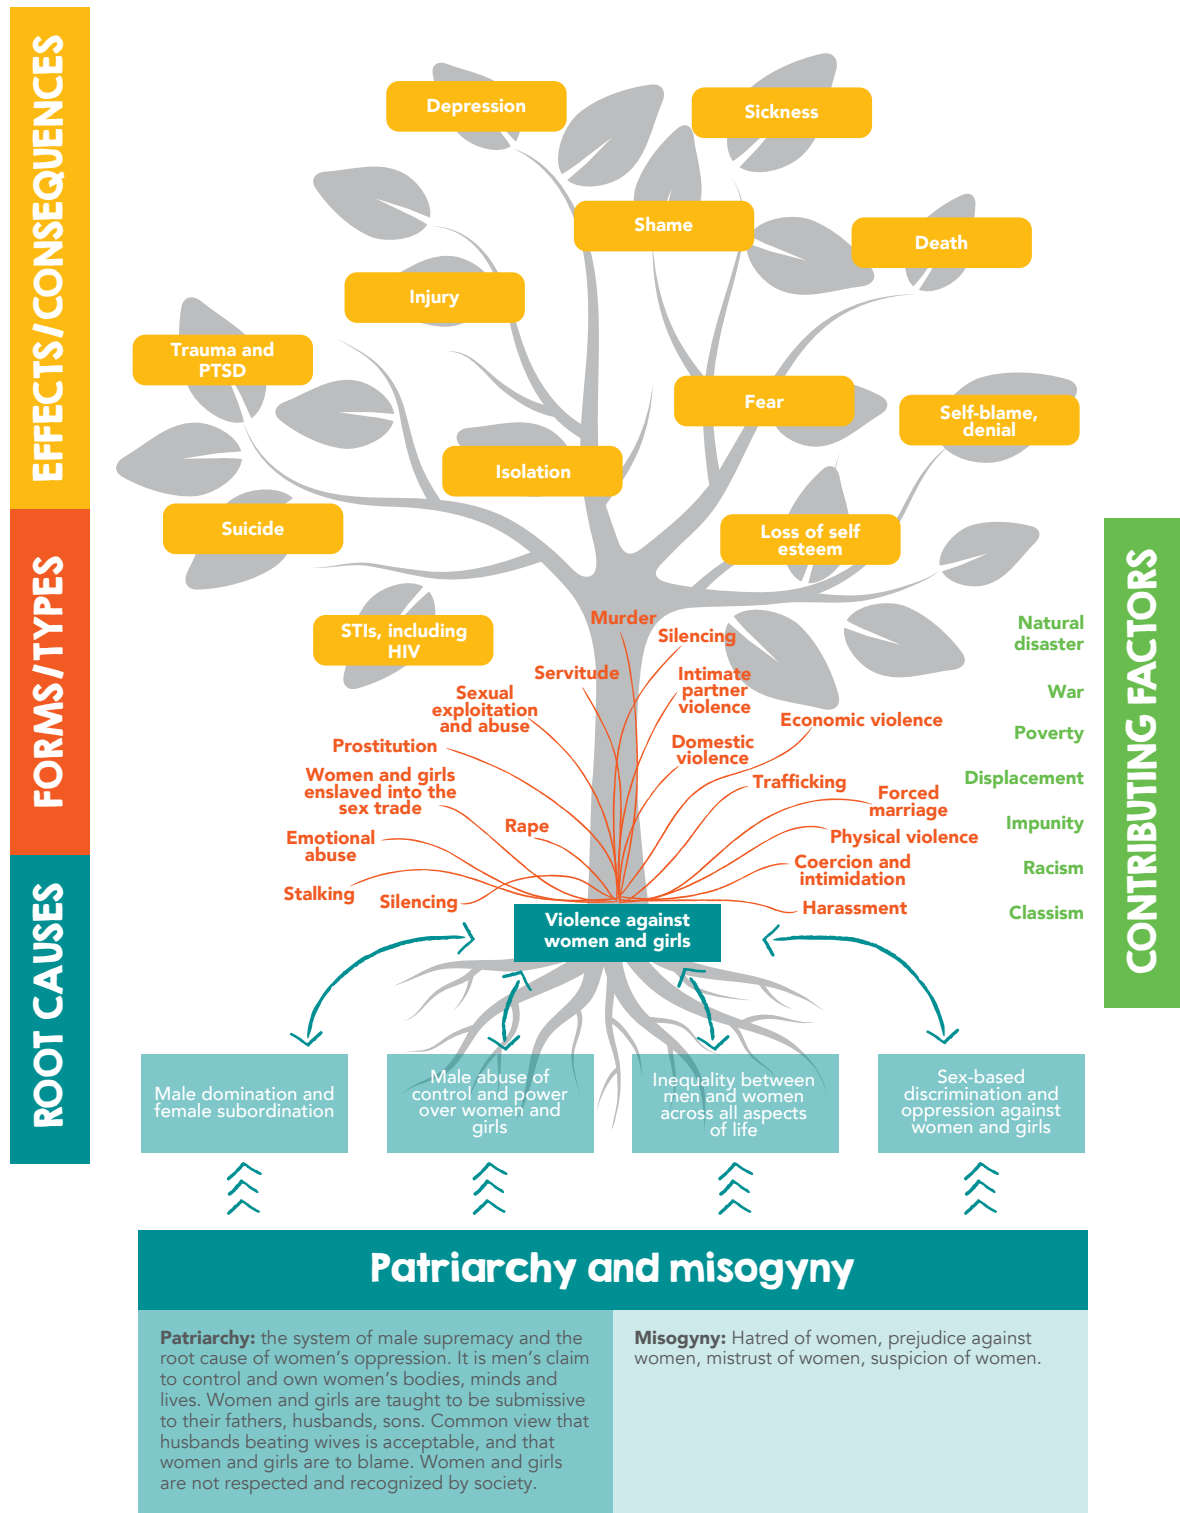 EFFECTS/CONSEQUENCES
FORMS/TYPES
ROOT CAUSES
CONTRIBUTING FACTORS
Depression
Sickness
Shame
Death
Injury
Trauma and
PTSD
Fear
Self-blame,
denial
Isolation
Suicide
Loss of self
esteem
STIs, including
HIV
Murder
Silencing
Servitude
Intimate
partner
violence
Sexual
exploitation
and abuse
Economic violence
Prostitution
Domestic
violence
Women and girls
enslaved into the
sex trade
Trafficking
Forced
marriage
Rape
Emotional
abuse
Physical violence
Coercion and
intimidation
Stalking
Silencing
Harassment
Natural
disaster
War
Poverty
Displacement
Impunity
Racism
Classism
Violence against
women and girls
Male domination and
female subordination
Male abuse of
control and power
over women and
girls
Inequality between
men and women
across all aspects
of life
Sex-based
discrimination and
oppression against
women and girls
Patriarchy and misogyny
Patriarchy: the system of male supremacy and the
root cause of women's oppression. It is men's claim
to control and own women's bodies, minds and
lives. Women and girls are taught to be submissive
to their fathers, husbands, sons. Common view that
husbands beating wives is acceptable, and that
women and girls are to blame. Women and girls
are not respected and recognized by society.
Misogyny: Hatred of women, prejudice against
women, mistrust of women, suspicion of women.